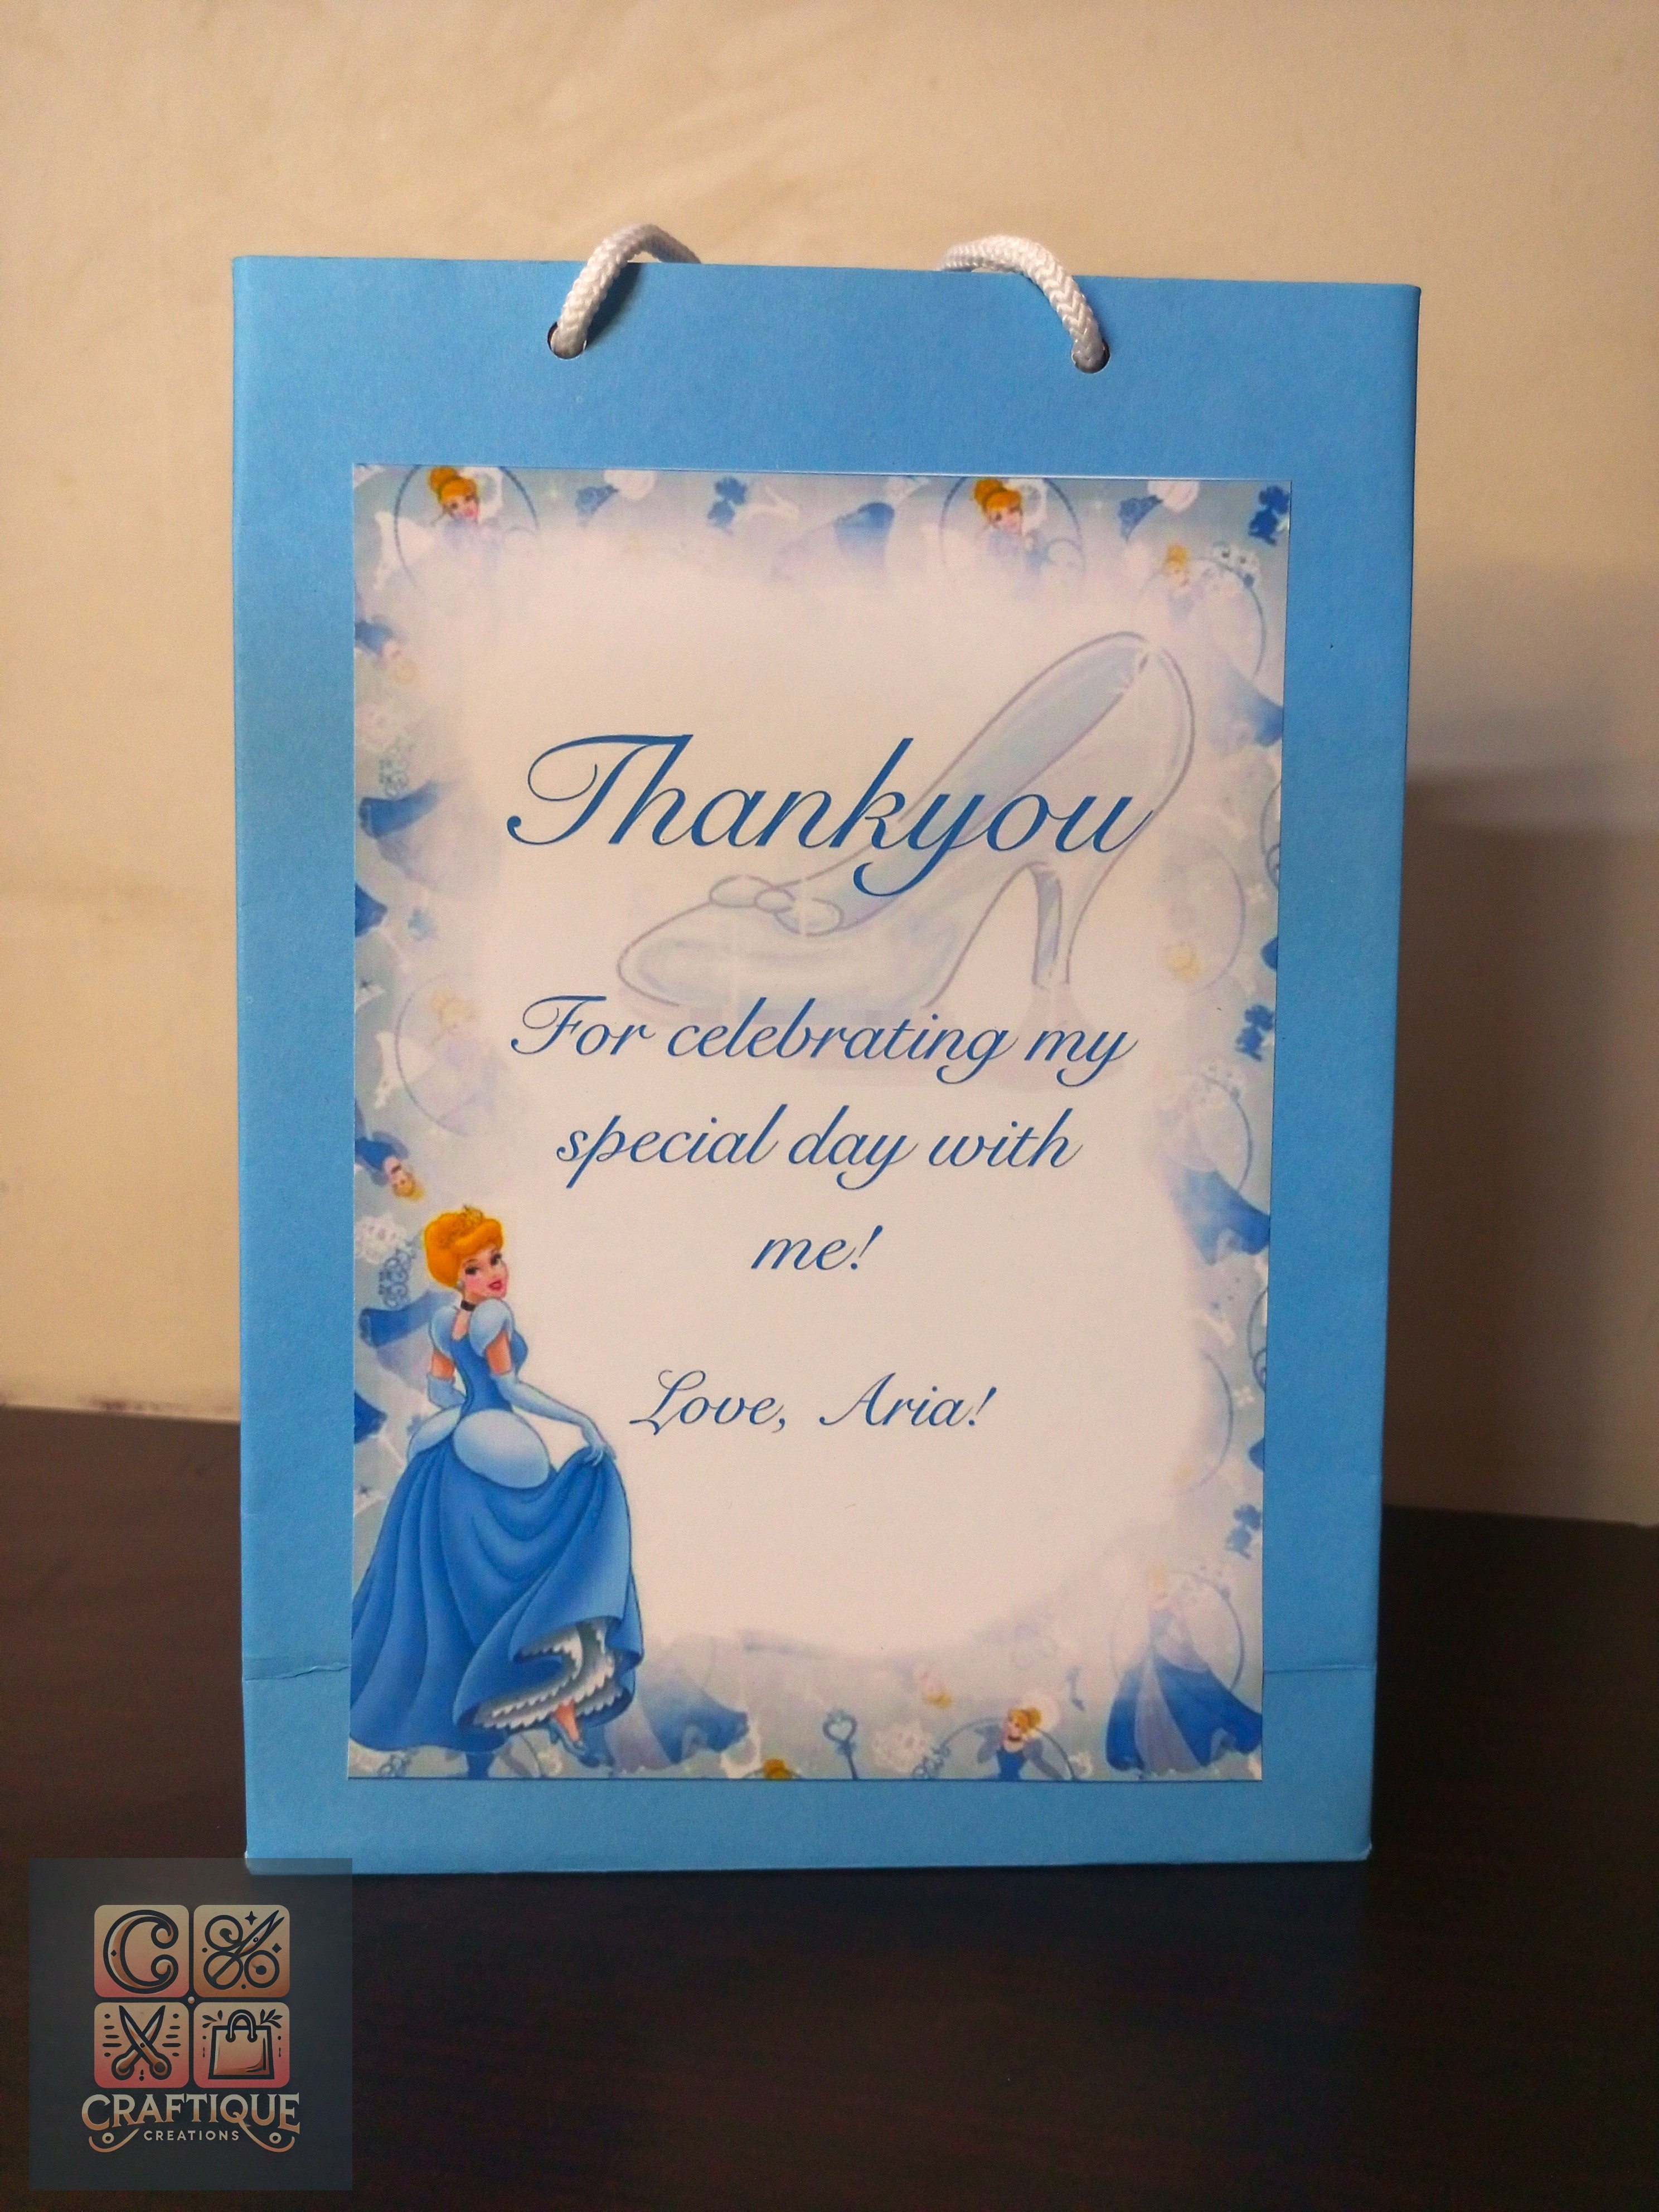 Thankyou
For celebrating my
special day with
me!
Love, Aria!
CRAFTIQUE
CREATIONS